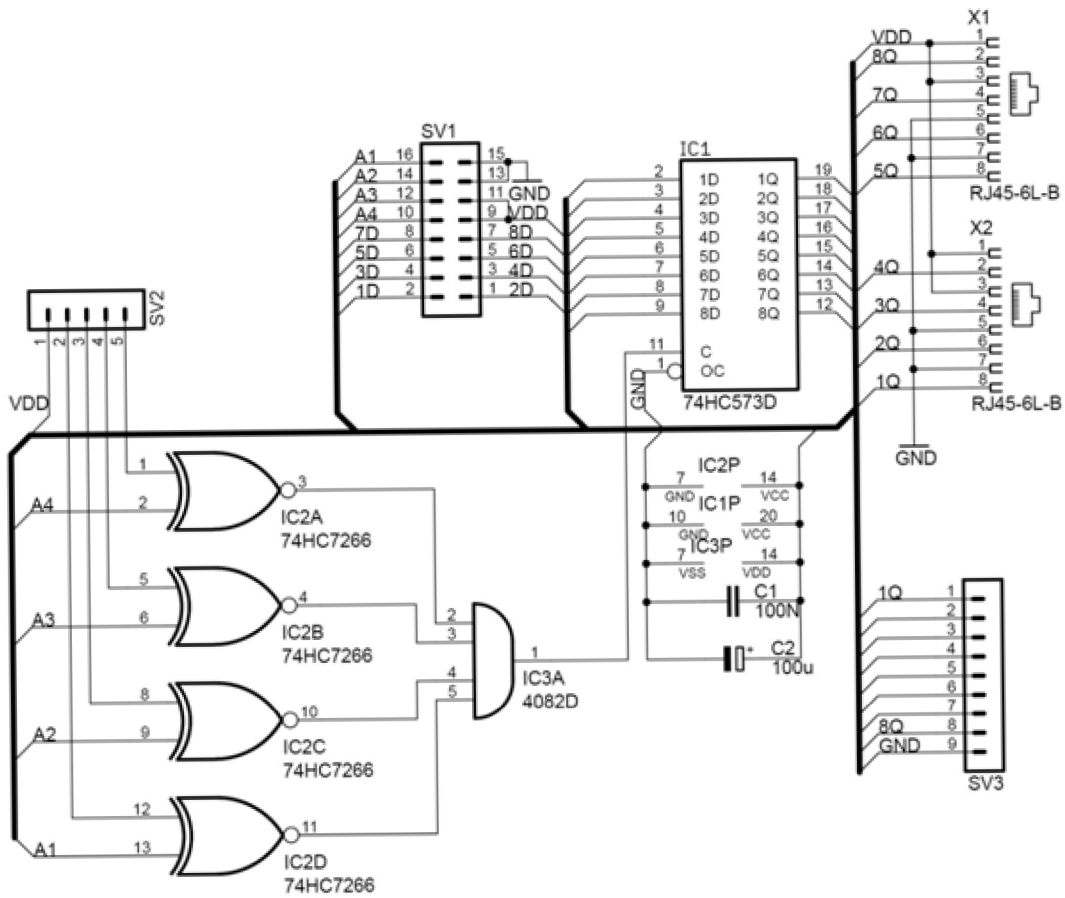 X1
VDD 1
8Q 2
3
7Q 4
5
6Q 6
7
5Q 8
RJ45-6L-B
SV1
A1 16 15
A2 14 13
GND
A3 12 11
A4 10 9 VDD
7D 8 7 8D
5D 6 5 6D
3D 4 3 4D
1D 2 1 2D
IC1
2 1D 1Q 19
3 2D 2Q 18
4 3D 3Q 17
5 4D 4Q 16
6 5D 5Q 15
7 6D 6Q 14
8 7D 7Q 13
9 8D 8Q 12
11 C
1 OC
GND
74HC573D
X2
1
4Q 2
3
3Q 4
5
2Q 6
7
1Q 8
RJ45-6L-B
GND
SV2
1 2 3 4 5
VDD
1
A4 2
3
IC2A
74HC7266
5
A3 6
4
IC2B
74HC7266
8
A2 9
10
IC2C
74HC7266
12
A1 13
11
IC2D
74HC7266
2
3
4
5
1
IC3A
4082D
IC2P
7 14
GND VCC
IC1P
10 20
GND VCC
IC3P
7 14
VSS VDD
C1
100N
C2
+
100u
1Q 1
2
3
4
5
6
7
8Q 8
GND 9
SV3